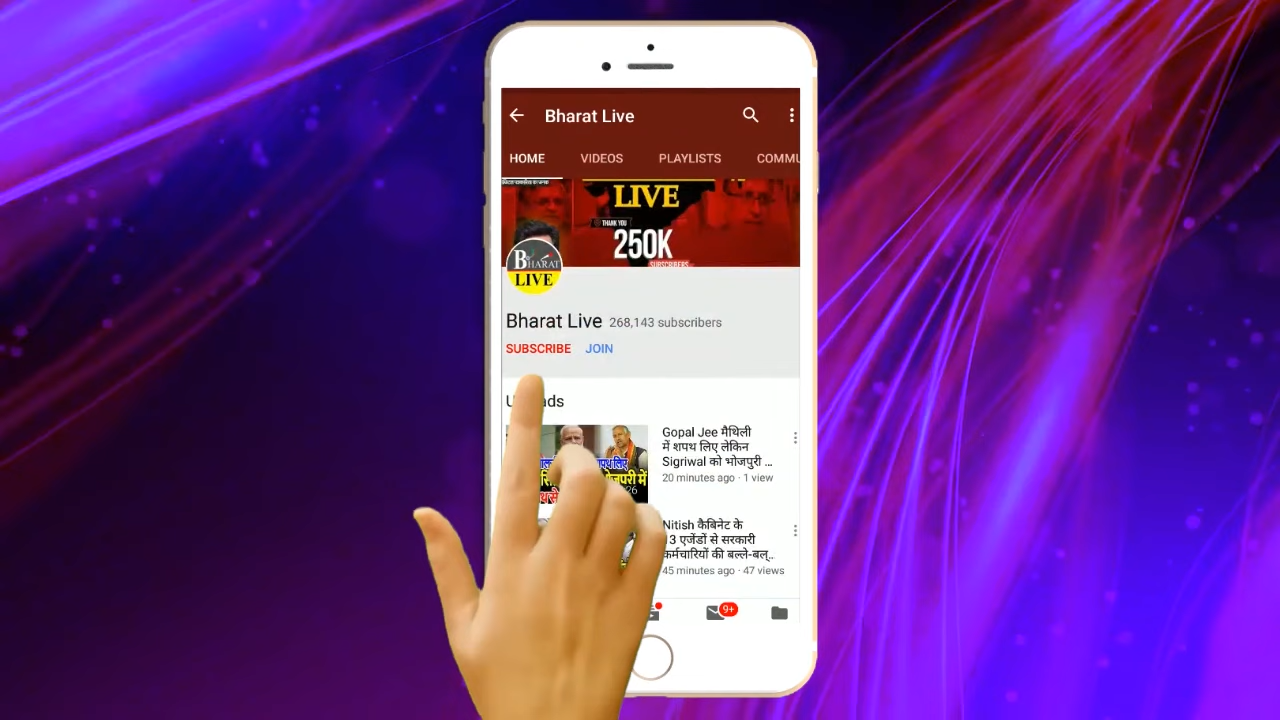 Bharat Live
HOME VIDEOS PLAYLISTS COMMU
LIVE
THANK YOU
250K
SUBSCRIBERS
BHARAT
LIVE
Bharat Live 268,143 subscribers
SUBSCRIBE JOIN
Gopal Jee मैथिली
में शपथ लिए लेकिन
Sigriwal को भोजपुरी ...
20 minutes ago · 1 view
Nitish कैबिनेट के
13 एजेंडों से सरकारी
कर्मचारियों की बल्ले-बल्..
45 minutes ago · 47 views
9+